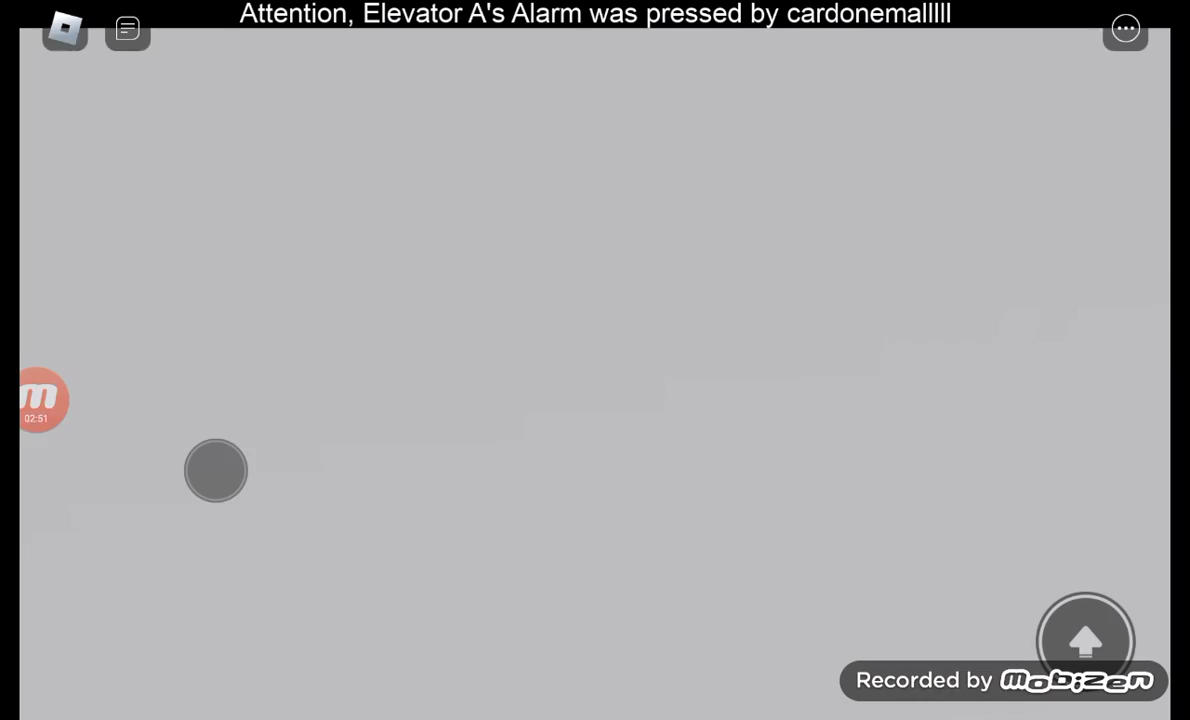 Attention, Elevator A's Alarm was pressed by cardonemalllll
m
02:51
Recorded by mobizen